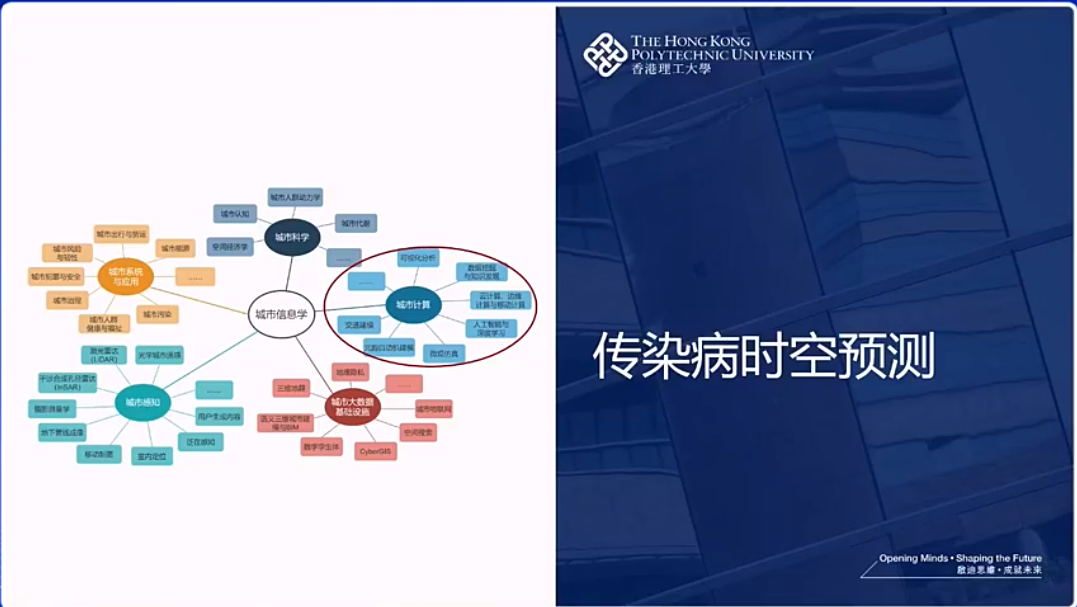 城市人群动力学
城市认知
城市代谢
空间经济学
城市科学
……
城市出行与货运
城市风险
与韧性
城市能源
城市犯罪与安全
城市系统
与应用
……
城市治理
城市人群
健康与福祉
城市污染
城市信息学
可视化分析
……
数据挖掘
与知识发现
城市计算
云计算、边缘
计算与移动计算
交通建模
人工智能与
深度学习
元胞自动机建模
微观仿真
激光雷达
(LiDAR)
光学城市遥感
干涉合成孔径雷达
(InSAR)
……
摄影测量学
城市感知
用户生成内容
地下管线成像
泛在感知
移动制图
室内定位
地理隐私
三维地籍
……
城市大数据
基础设施
城市物联网
语义三维城市建
模与BIM
空间搜索
数字孪生体
CyberGIS
THE HONG KONG
POLYTECHNIC UNIVERSITY
香港理工大學
传染病时空预测
Opening Minds • Shaping the Future
啟迪思維 • 成就未來